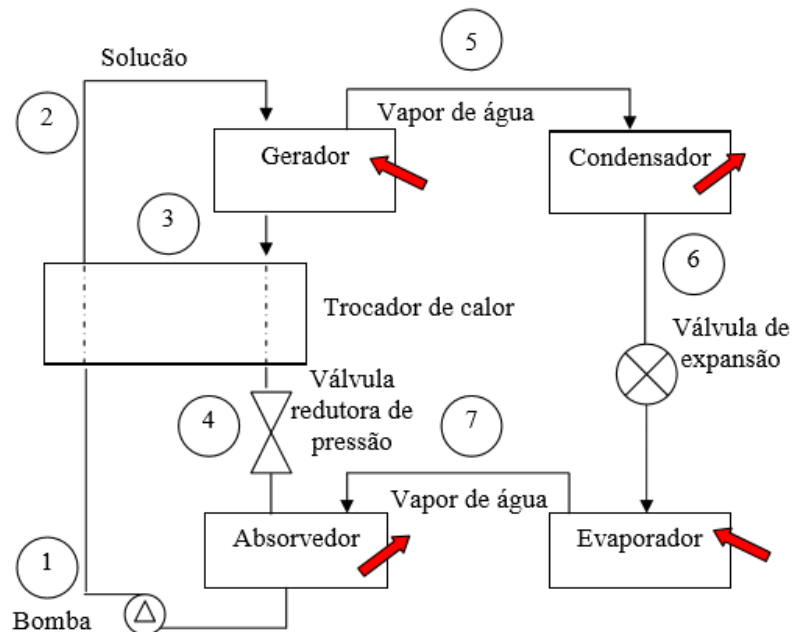 5
Solucão
2
Vapor de água
Gerador
Condensador
3
6
Trocador de calor
Válvula de
expansão
Válvula
redutora de
pressão
4
7
Vapor de água
Absorvedor
Evaporador
1
Bomba